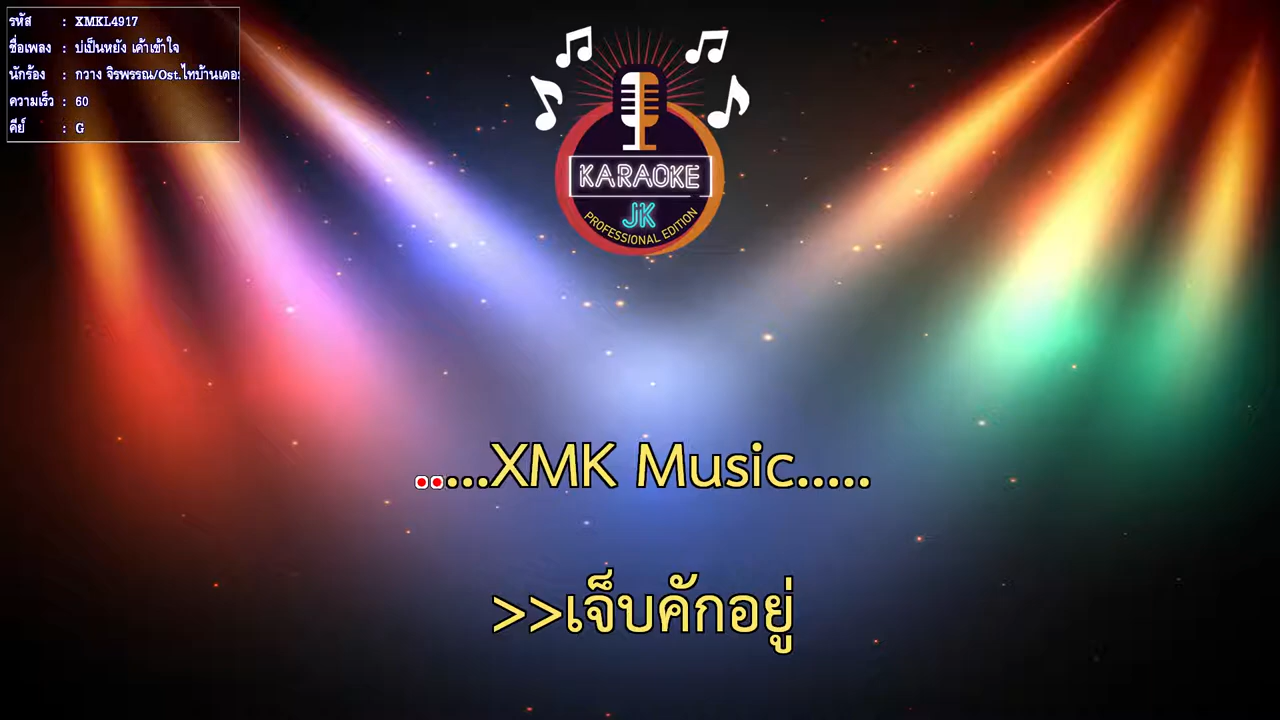 รหัส : XMKL4917
ชื่อเพลง : บ่เป็นหยัง เค้าเข้าใจ
นักร้อง : กวาง จิรพรรณ/Ost.ไทบ้านเดอะ
ความเร็ว : 60
คีย์ : G
KARAOKE
JK
PROFESSIONAL EDITION
.....XMK Music.....
>>เจ็บคักอยู่